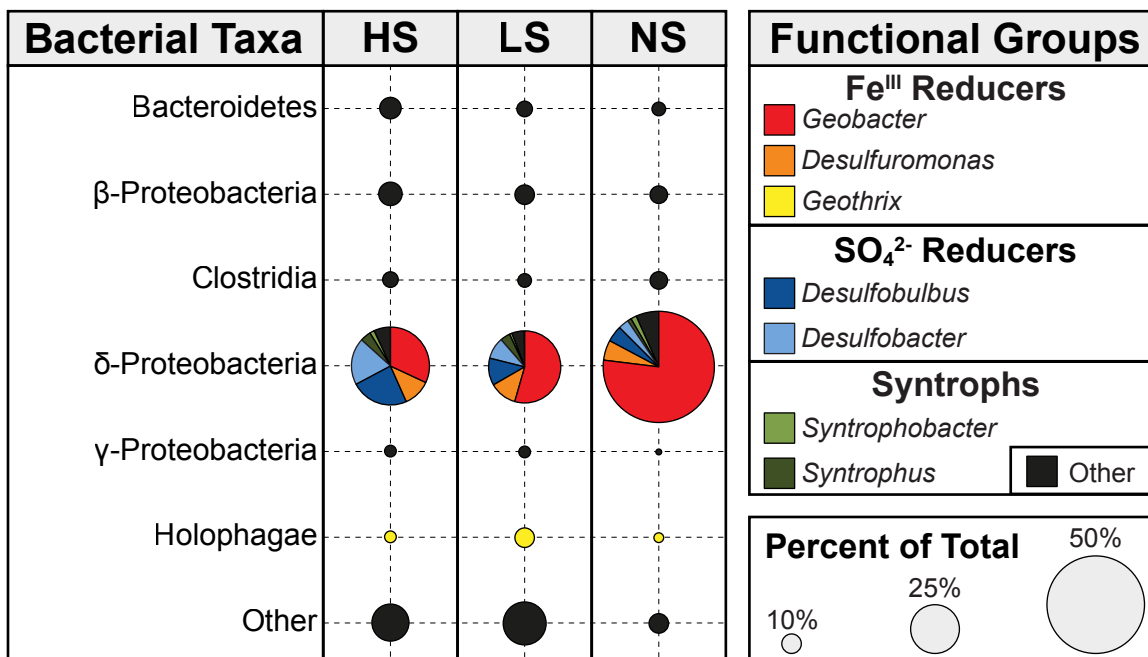 Bacterial Taxa HS LS NS
Bacteroidetes
β-Proteobacteria
Clostridia
δ-Proteobacteria
γ-Proteobacteria
Holophagae
Other
Functional Groups
Feᴵᴵᴵ Reducers
Geobacter
Desulfuromonas
Geothrix
SO₄²⁻ Reducers
Desulfobulbus
Desulfobacter
Syntrophs
Syntrophobacter
Syntrophus
Other
Percent of Total
10%
25%
50%